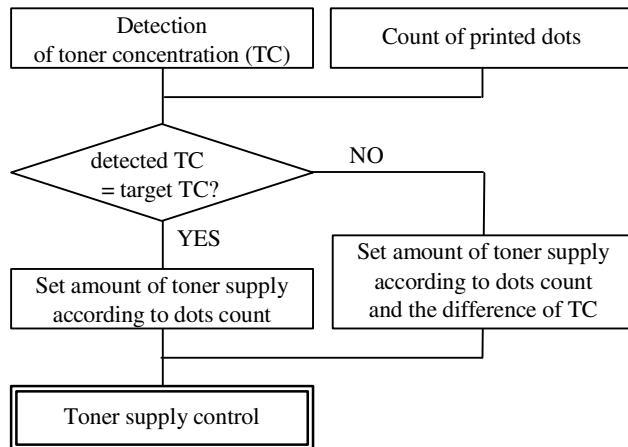 Detection
of toner concentration (TC)
Count of printed dots
detected TC
= target TC?
NO
YES
Set amount of toner supply
according to dots count
Set amount of toner supply
according to dots count
and the difference of TC
Toner supply control